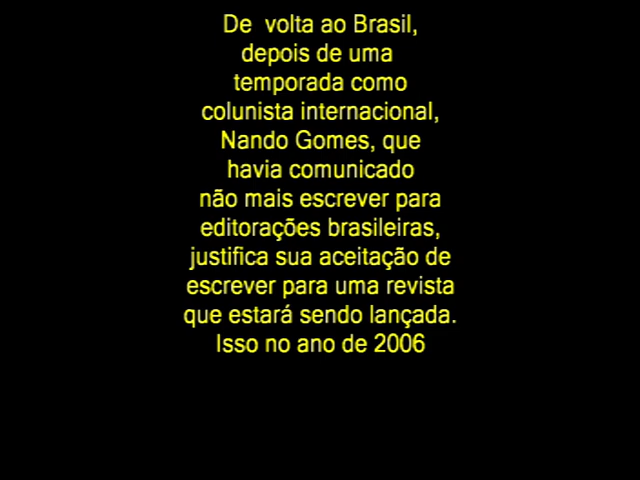 De  volta ao Brasil,
depois de uma
temporada como
colunista internacional,
Nando Gomes, que
havia comunicado
não mais escrever para
editorações brasileiras,
justifica sua aceitação de
escrever para uma revista
que estará sendo lançada.
Isso no ano de 2006